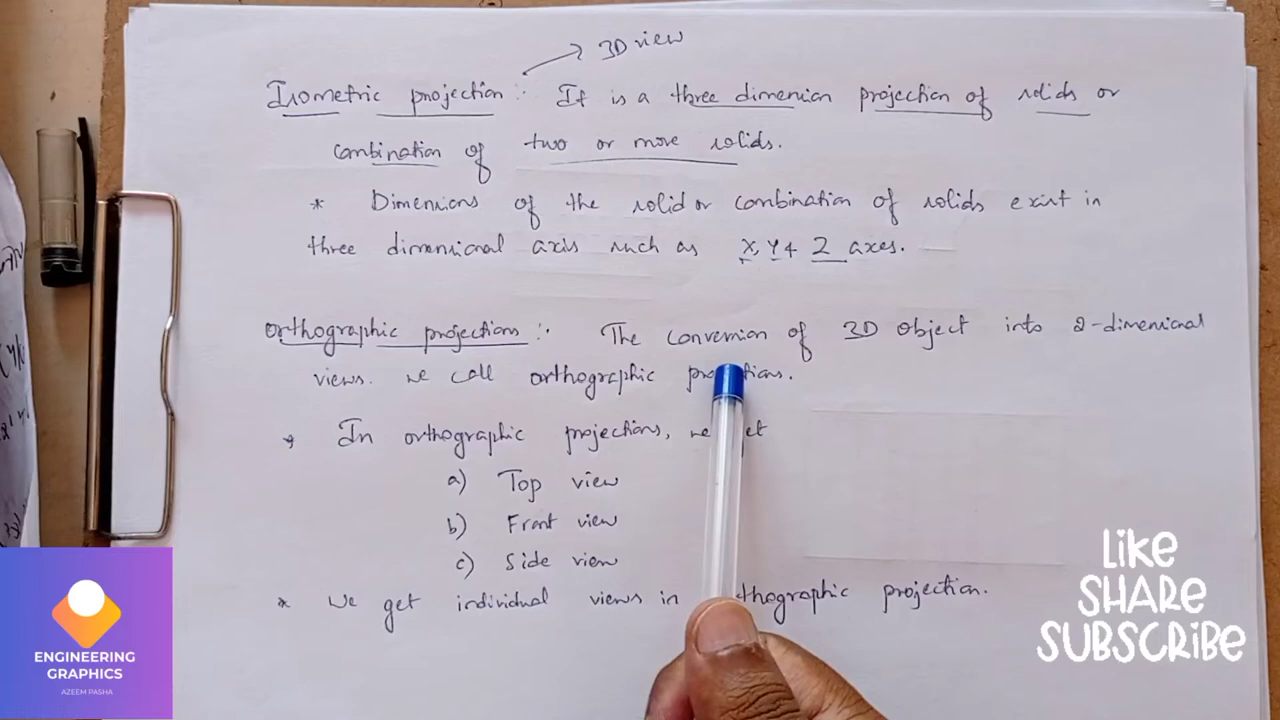 → 3D view
Isometric projection :- It is a three dimension projection of solids or
combination of two or more solids.
* Dimensions of the solid or combination of solids exist in
three dimensional axis such as X, Y & Z axes.
Orthographic projections :- The conversion of 3D object into 2-dimensional
views. we call orthographic
* In orthographic projections, we
a) Top view
b) Front view
c) Side view
* We get individual views in projection.
LIKE
SHARE
SUBSCRIBE
ENGINEERING
GRAPHICS
AZEEM PASHA